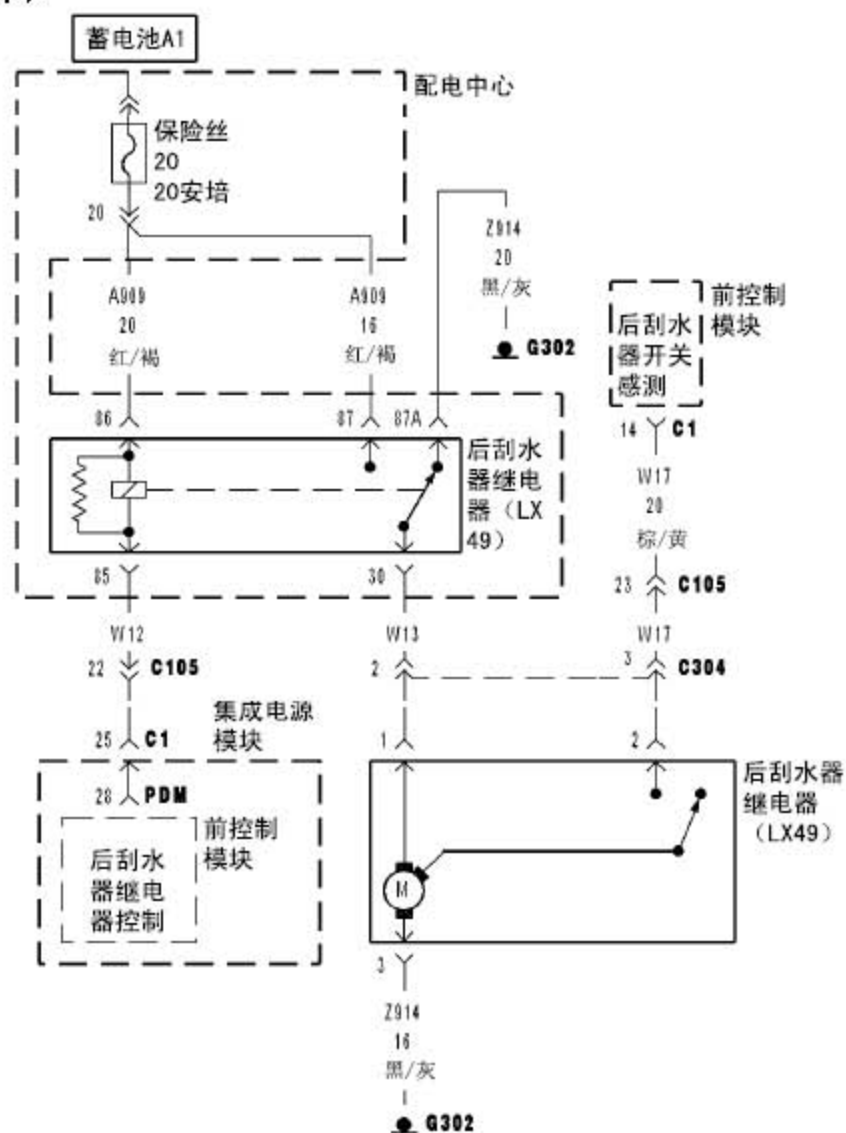 蓄电池A1
配电中心
保险丝
20
20安培
20
Z914
20
黑/灰
G302
A909
20
红/褐
A909
16
红/褐
前控制
模块
后刮水
器开关
感测
14
C1
86
87
87A
后刮水
器继电
器（LX
49）
W17
20
棕/黄
85
30
23
C105
W12
W13
W17
22
C105
2
3
C304
集成电源
模块
25
C1
1
2
28
PDM
前控制
模块
后刮水
器继电
器控制
后刮水器
继电器
（LX49）
M
3
Z914
16
黑/灰
G302